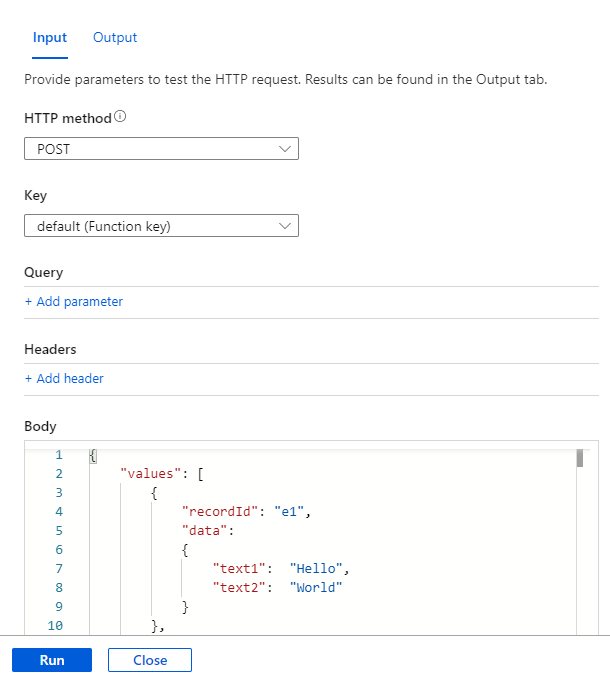 Input Output
Provide parameters to test the HTTP request. Results can be found in the Output tab.
HTTP method
POST
Key
default (Function key)
Query
+ Add parameter
Headers
+ Add header
Body
1 {
2 "values": [
3 {
4 "recordId": "e1",
5 "data":
6 {
7 "text1": "Hello",
8 "text2": "World"
9 }
10 },
Run Close